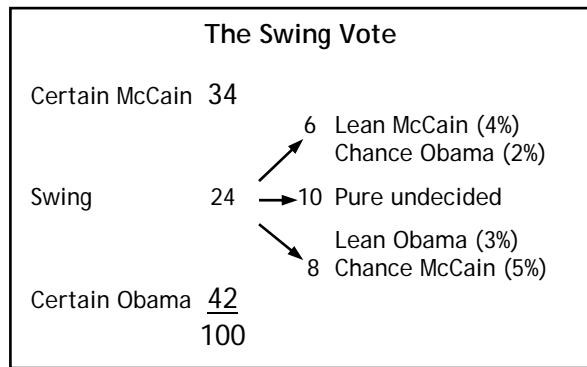 The Swing Vote
Certain McCain 34
6 Lean McCain (4%)
Chance Obama (2%)
Swing 24 10 Pure undecided
Lean Obama (3%)
8 Chance McCain (5%)
Certain Obama 42
100